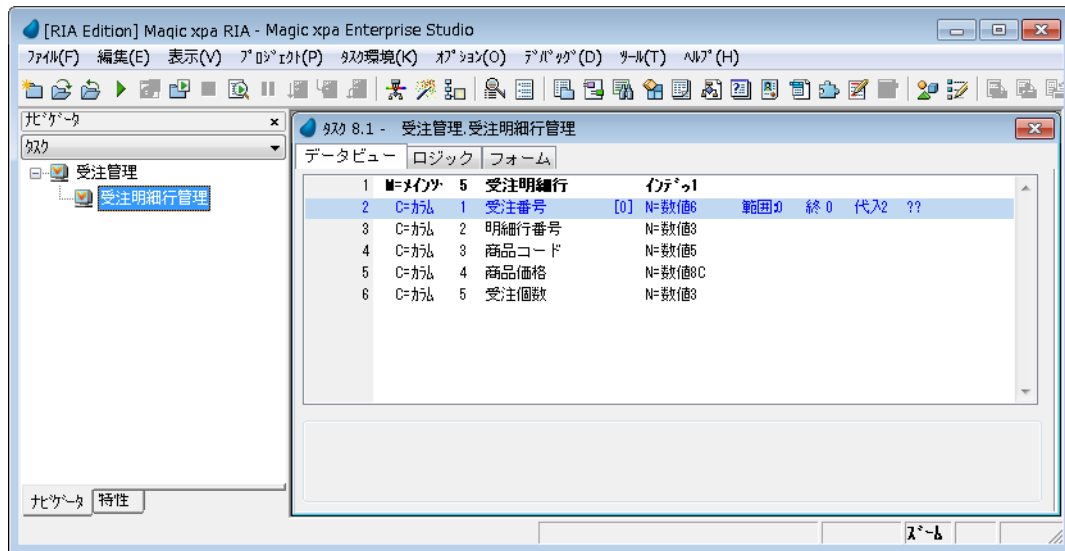 [RIA Edition] Magic xpa RIA - Magic xpa Enterprise Studio
ﾌｧｲﾙ(F) 編集(E) 表示(V) ﾌﾟﾛｼﾞｪｸﾄ(P) ﾀｽｸ環境(K) ｵﾌﾟｼｮﾝ(O) ﾃﾞﾊﾞｯｸﾞ(D) ﾂｰﾙ(T) ﾍﾙﾌﾟ(H)
ﾅﾋﾞｹﾞｰﾀ
ﾀｽｸ
受注管理
受注明細行管理
ﾅﾋﾞｹﾞｰﾀ 特性
ﾀｽｸ 8.1 - 受注管理.受注明細行管理
データビュー ロジック フォーム
1 M=ﾒｲﾝｿ 5 受注明細行 ｲﾝﾃﾞｯ1
2 C=ｶﾗﾑ 1 受注番号 [0] N=数値6 範囲:0 終 0 代入2 ??
3 C=ｶﾗﾑ 2 明細行番号 N=数値3
4 C=ｶﾗﾑ 3 商品コード N=数値5
5 C=ｶﾗﾑ 4 商品価格 N=数値8C
6 C=ｶﾗﾑ 5 受注個数 N=数値3
ｽﾞｰﾑ